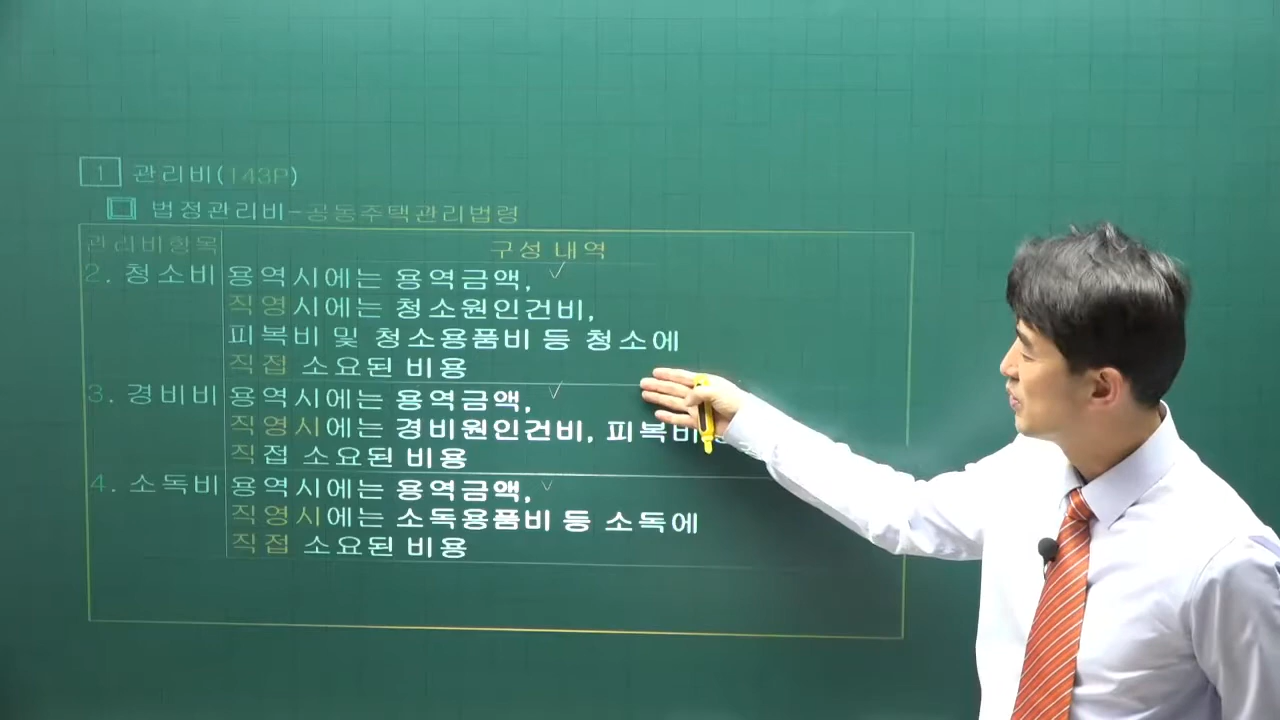 1 관리비(143P)
법정관리비-공동주택관리법령
관리비항목 구성 내역
2. 청소비 용역시에는 용역금액,
직영시에는 청소원인건비,
피복비 및 청소용품비 등 청소에
직접 소요된 비용
3. 경비비 용역시에는 용역금액,
직영시에는 경비원인건비, 피복비
직접 소요된 비용
4. 소독비 용역시에는 용역금액,
직영시에는 소독용품비 등 소독에
직접 소요된 비용